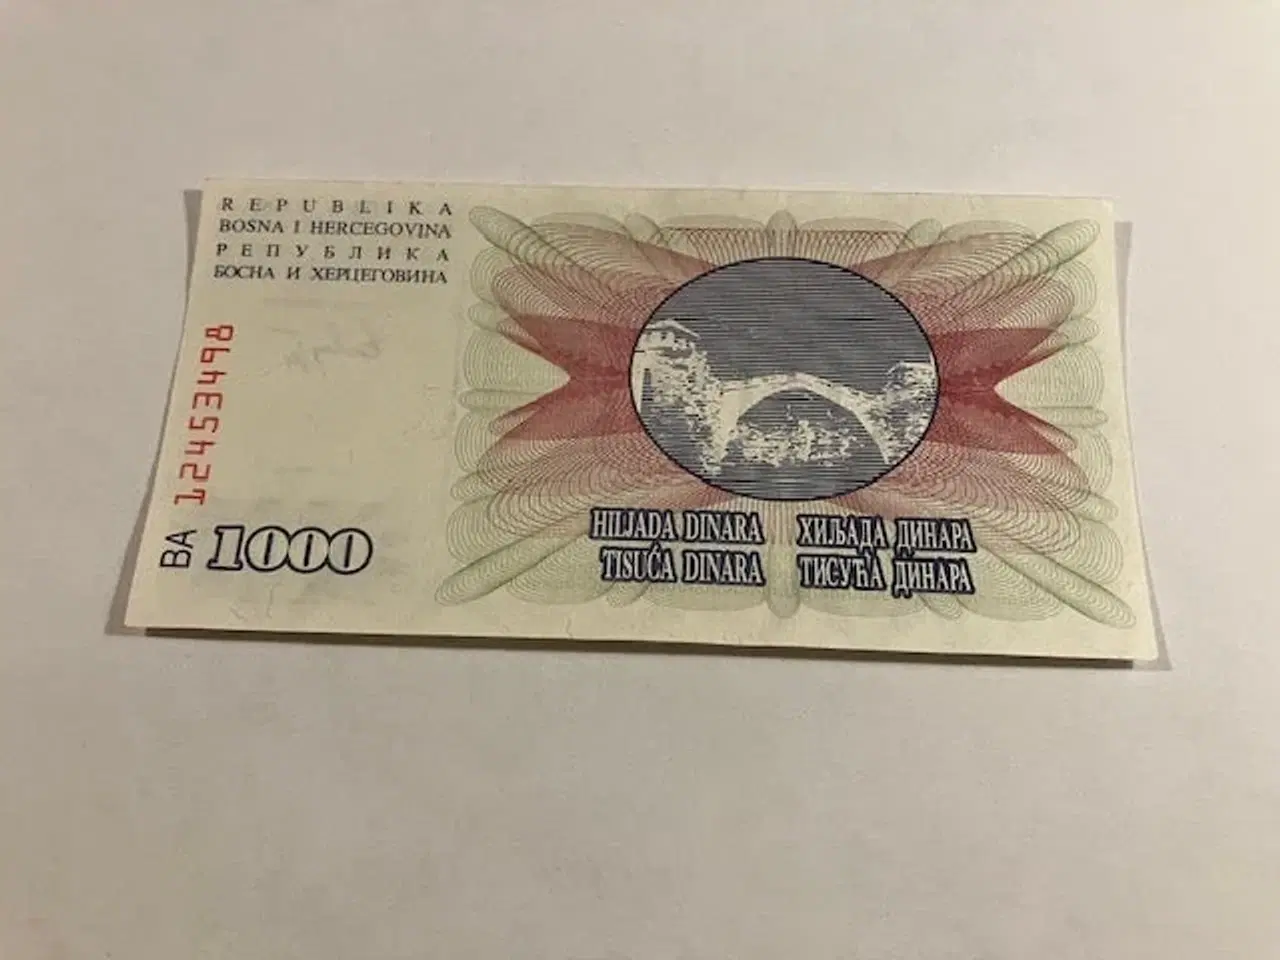 REPUBLIKA
BOSNA I HERCEGOVINA
РЕПУБЛИКА
БОСНА И ХЕРЦЕГОВИНА
12453498
BA 1000
HILJADA DINARA ХИЉАДА ДИНАРА
TISUĆA DINARA ТИСУЋА ДИНАРА